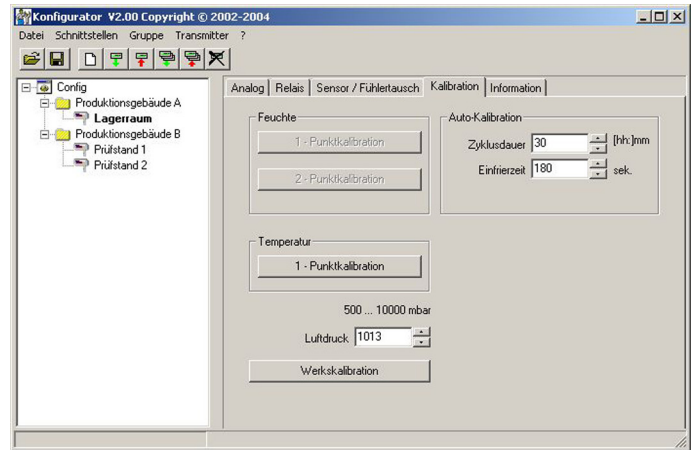 Konfigurator V2.00 Copyright © 2002-2004
Datei Schnittstellen Gruppe Transmitter ?
Config
Produktionsgebäude A
Lagerraum
Produktionsgebäude B
Prüfstand 1
Prüfstand 2
Analog Relais Sensor / Fühlertausch Kalibration Information
Feuchte
1 - Punktkalibration
2 - Punktkalibration
Auto-Kalibration
Zyklusdauer 30 [hh:]mm
Einfrierzeit 180 sek.
Temperatur
1 - Punktkalibration
500 ... 10000 mbar
Luftdruck 1013
Werkskalibration